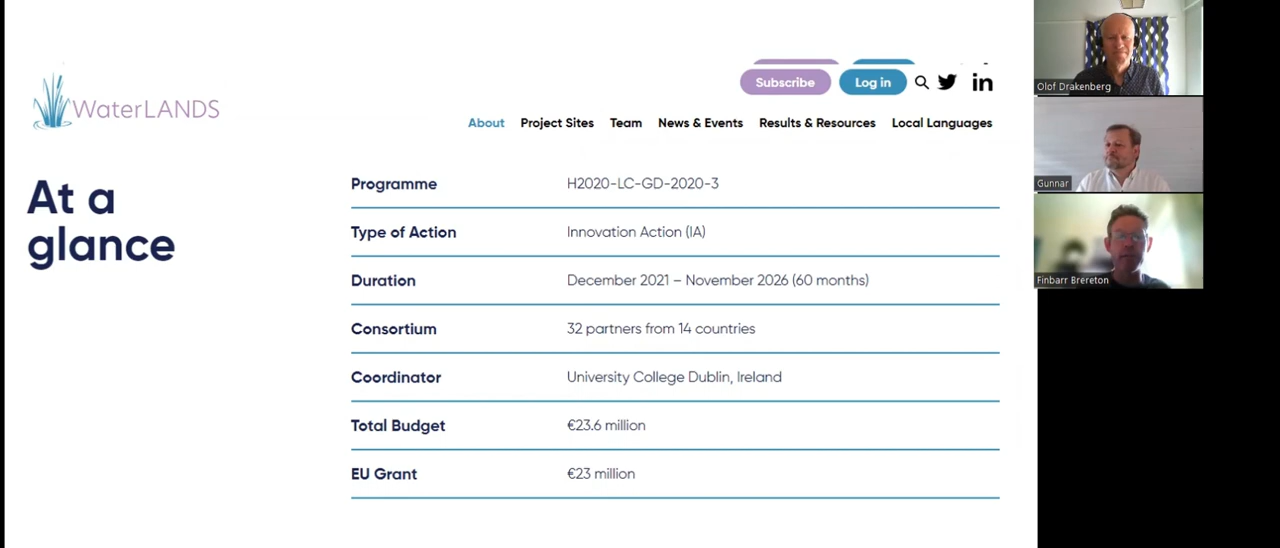 WaterLANDS
Subscribe
Log in
About
Project Sites
Team
News & Events
Results & Resources
Local Languages
At a
glance
Programme H2020-LC-GD-2020-3
Type of Action Innovation Action (IA)
Duration December 2021 – November 2026 (60 months)
Consortium 32 partners from 14 countries
Coordinator University College Dublin, Ireland
Total Budget €23.6 million
EU Grant €23 million
Olof Drakenberg
Gunnar
Finbarr Brereton